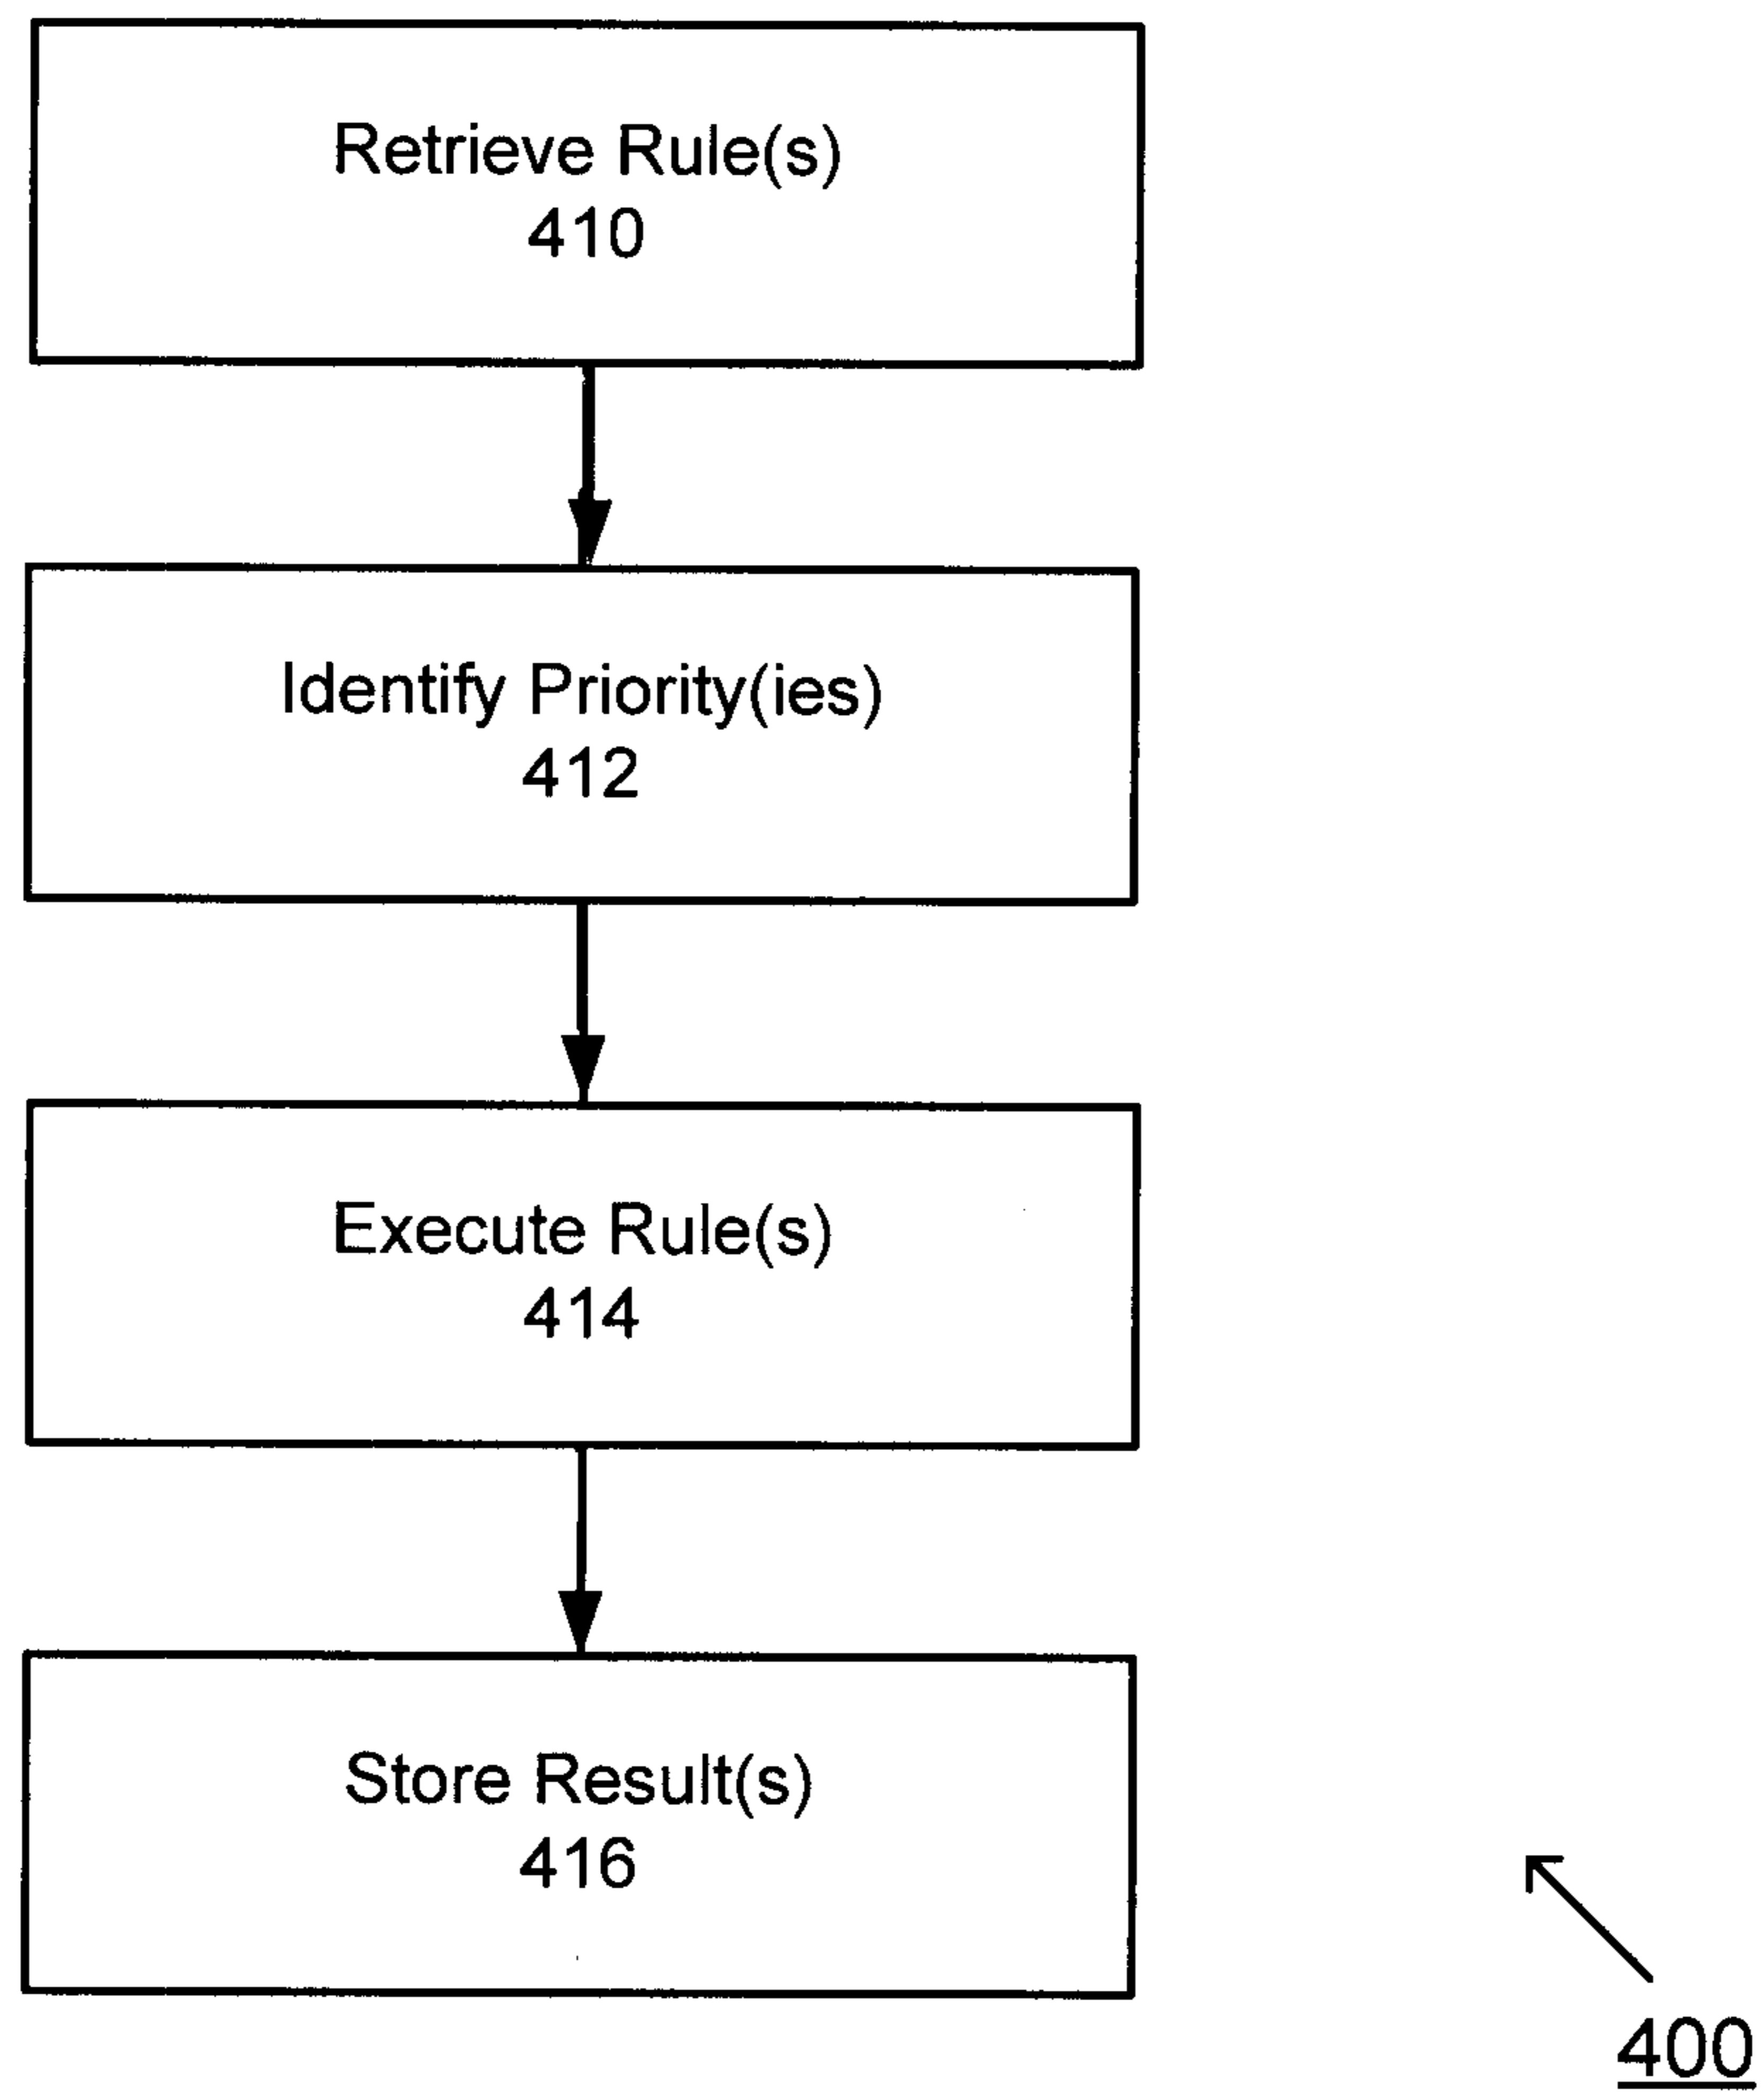 Retrieve Rule(s)
410
Identify Priority(ies)
412
Execute Rule(s)
414
Store Result(s)
416
400